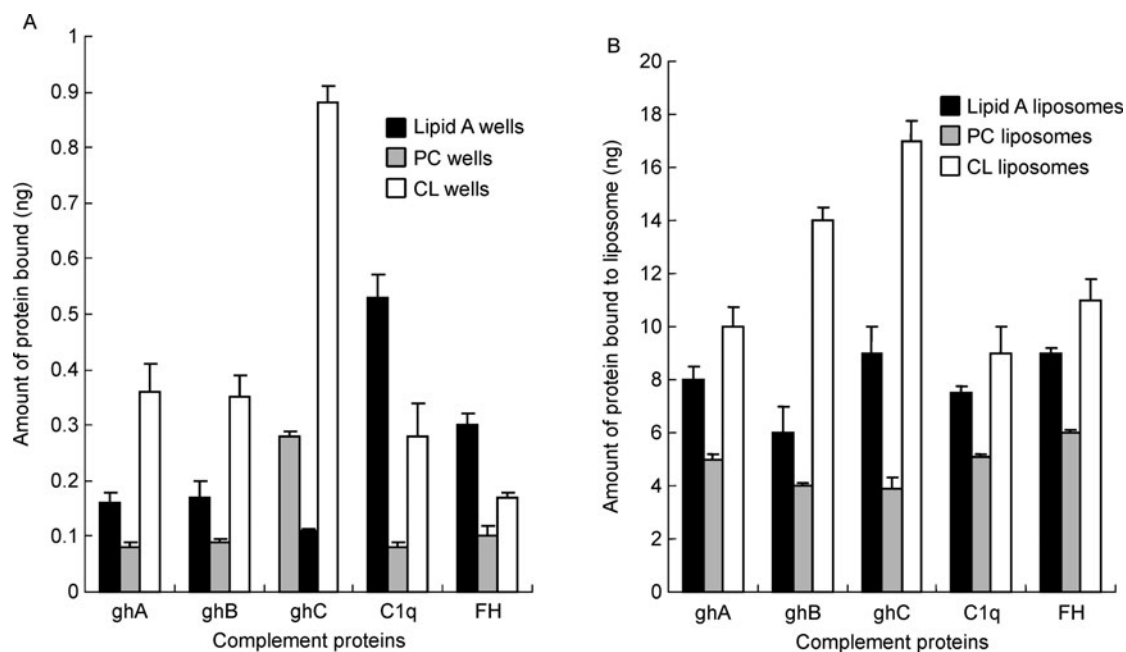 A
1
0.9
0.8
0.7
0.6
0.5
0.4
0.3
0.2
0.1
0
Amount of protein bound (ng)
Lipid A wells
PC wells
CL wells
ghA ghB ghC C1q FH
Complement proteins
B
20
18
16
14
12
10
8
6
4
2
0
Amount of protein bound to liposome (ng)
Lipid A liposomes
PC liposomes
CL liposomes
ghA ghB ghC C1q FH
Complement proteins